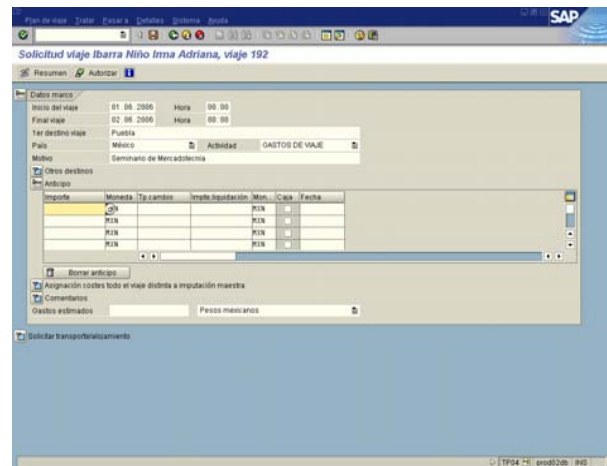 Plan de viaje Tratar Pasar a Detalles Sistema Ayuda
SAP
Solicitud viaje Ibarra Niño Irma Adriana, viaje 192
Resumen Autorizar
Datos marco
Inicio del viaje 01.06.2006 Hora 00:00
Final viaje 02.06.2006 Hora 00:00
1er destino viaje Puebla
País México Actividad GASTOS DE VIAJE
Motivo Seminario de Mercadotecnia
Otros destinos
Anticipo
Importe Moneda Tp.cambio Impte.liquidación Mon... Caja Fecha
MXN
MXN MXN
MXN MXN
MXN MXN
Borrar anticipo
Asignación costes todo el viaje distinta a imputación maestra
Comentarios
Gastos estimados Pesos mexicanos
Solicitar transporte/alojamiento
TP04 prod02db INS